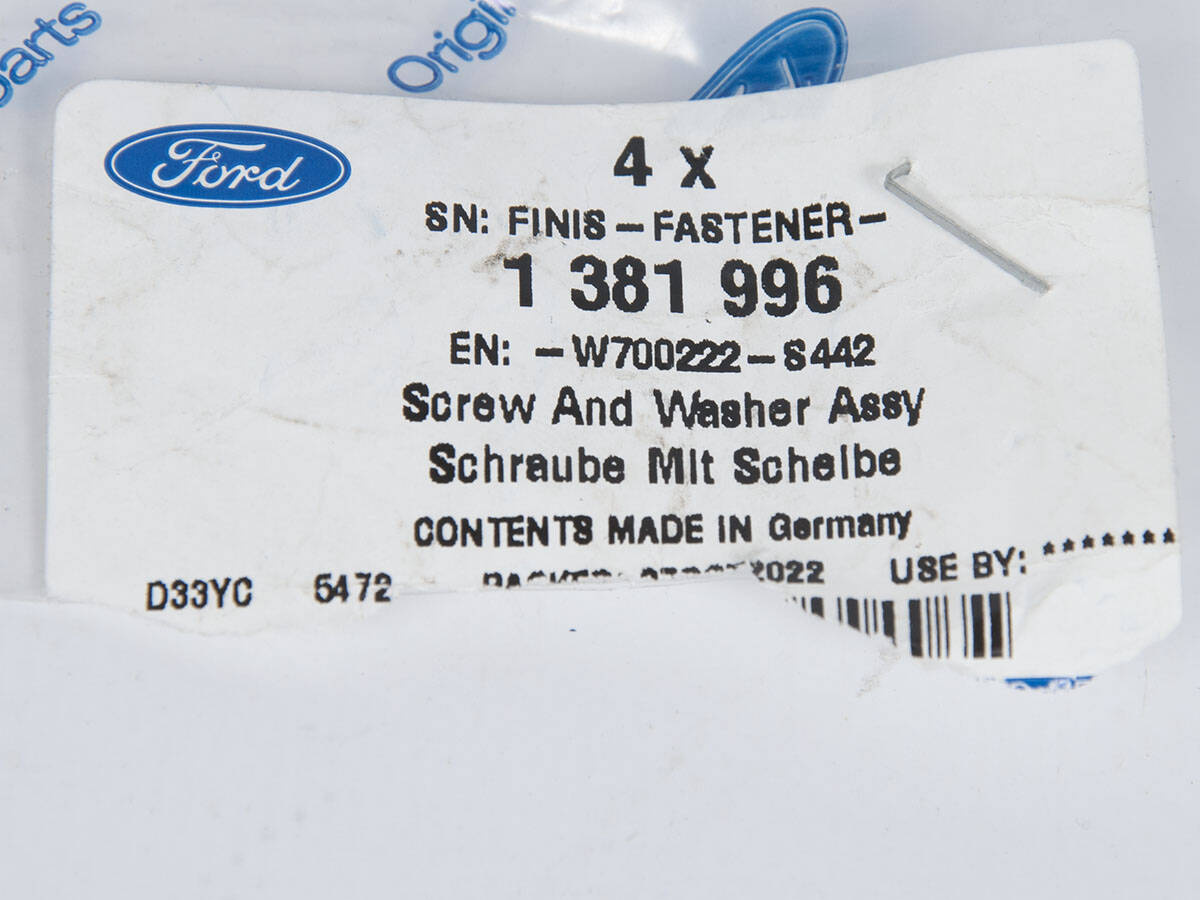 parts
Origi
Ford
4 x
SN: FINIS – FASTENER –
1 381 996
EN: – W700222 – S442
Screw And Washer Assy
Schraube Mit Scheibe
CONTENTS MADE IN Germany
D33YC 5472 2022 USE BY: *******